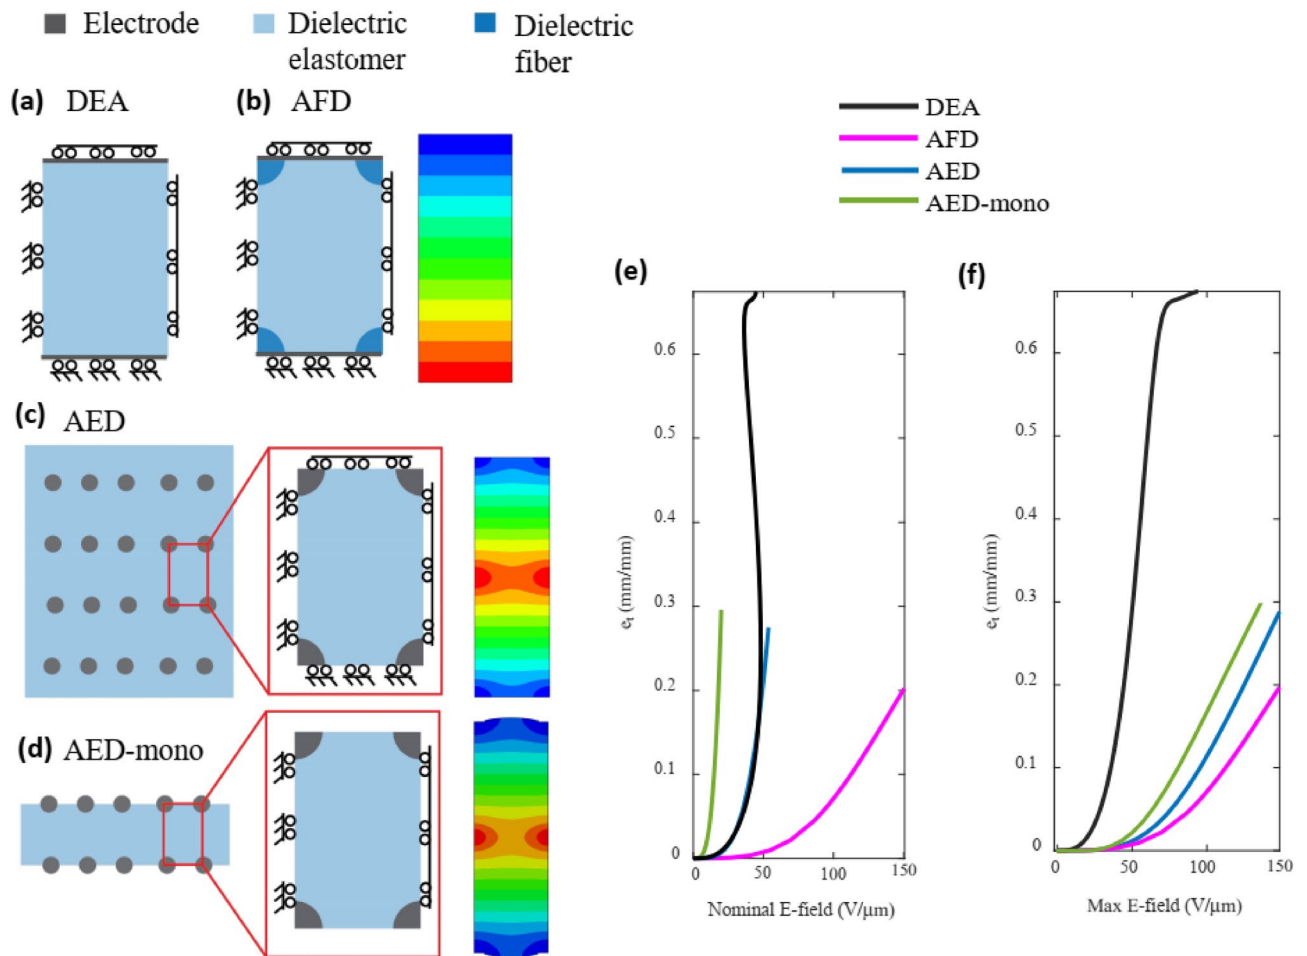 Electrode
Dielectric
elastomer
Dielectric
fiber
(a) DEA
(b) AFD
DEA
AFD
AED
AED-mono
(c) AED
(d) AED-mono
(e)
0.6
0.5
0.4
0.3
0.2
0.1
0
eₜ (mm/mm)
0 50 100 150
Nominal E-field (V/μm)
(f)
0.6
0.5
0.4
0.3
0.2
0.1
0
eₜ (mm/mm)
0 50 100 150
Max E-field (V/μm)